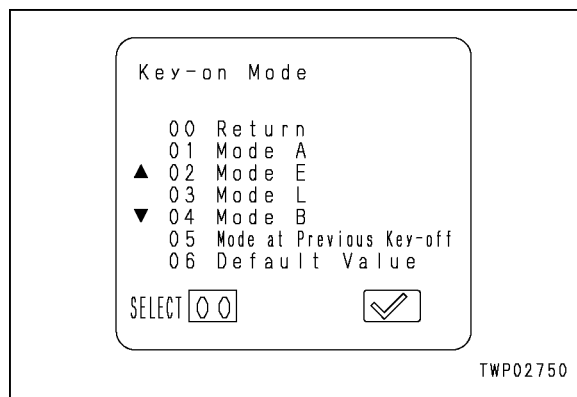 Key-on Mode
00 Return
01 Mode A
▲ 02 Mode E
03 Mode L
▼ 04 Mode B
05 Mode at Previous Key-off
06 Default Value
SELECT 00
TWP02750